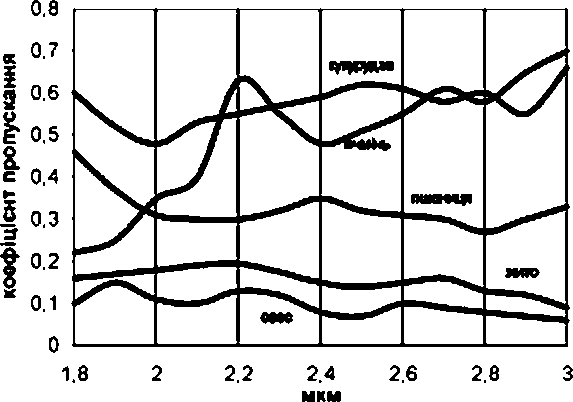 коефіцієнт пропускання
0,8
0,7
0,6
0,5
0,4
0,3
0,2
0,1
0
кукурудза
ячмінь
пшениця
жито
овес
1,8 2 2,2 2,4 2,6 2,8 3
мкм